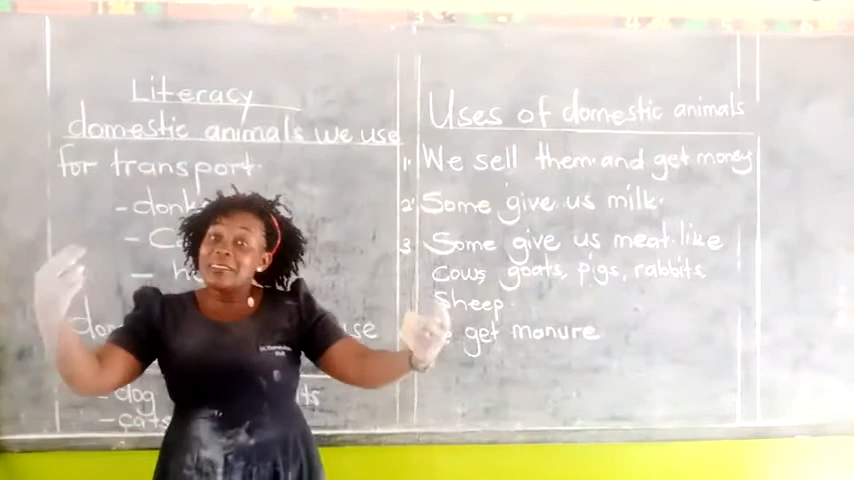 Literacy
domestic animals we use
for transport.
- donk
- Ca
- ho
dom
use
- dog
ts
- cats
Uses of domestic animals
1. We sell them and get money
2. Some give us milk.
3. Some give us meat like
cows, goats, pigs, rabbits,
sheep.
get manure